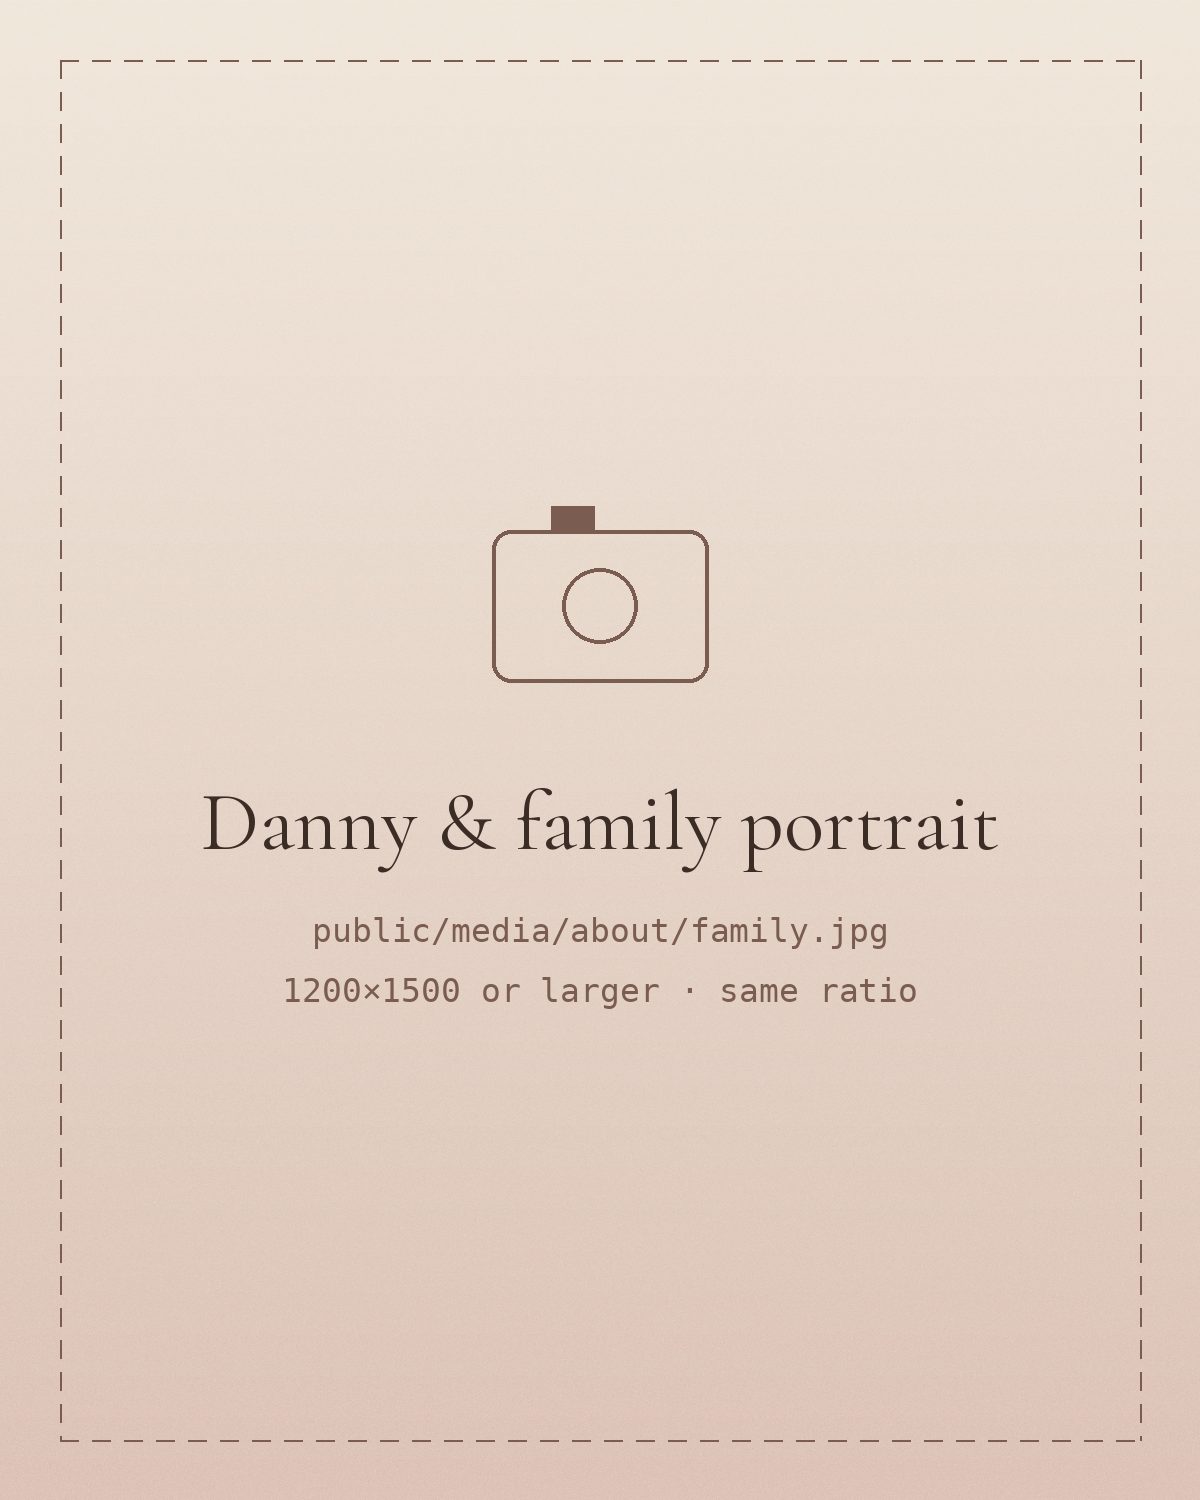 Danny & family portrait
public/media/about/family.jpg
1200×1500 or larger · same ratio